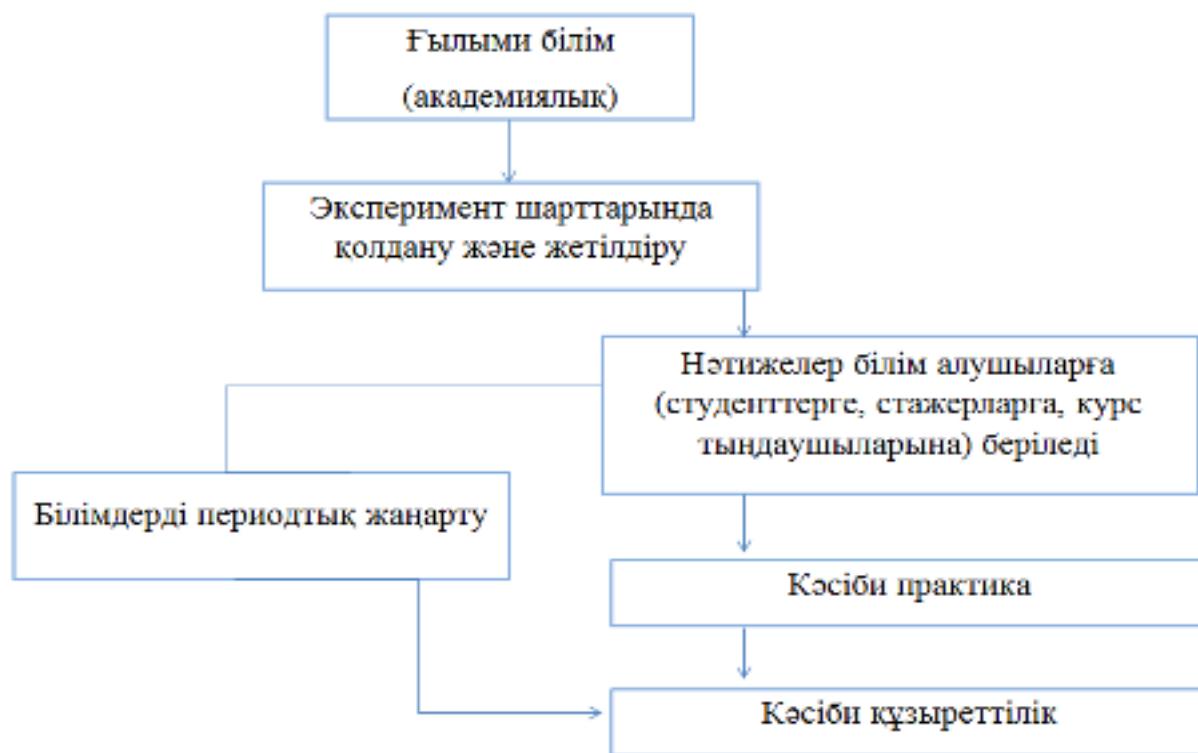 Ғылыми білім
(академиялық)
Эксперимент шарттарында
қолдану және жетілдіру
Нәтижелер білім алушыларға
(студенттерге, стажерларға, курс
тыңдаушыларына) беріледі
Білімдерді периодтық жаңарту
Кәсіби практика
Кәсіби құзыреттілік